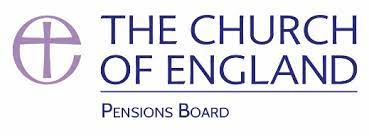 THE CHURCH
OF ENGLAND
PENSIONS BOARD